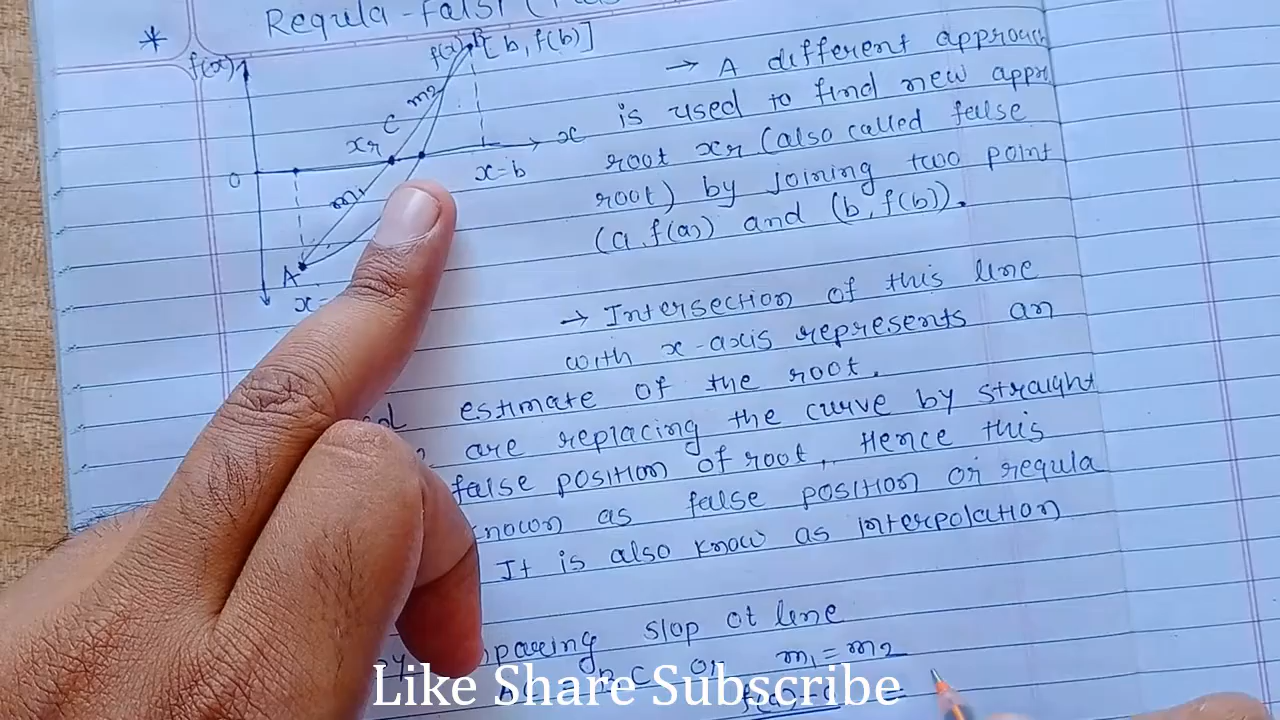 Regula-Falsi
*
f(x)
f(x) B[b, f(b)]
m2
C
xr
x
O
x=b
m1
A
→ A different approach
is used to find new appr
root xr (also called false
root) by joining two point
(a, f(a)) and (b, f(b)).
→ Intersection of this line
with x-axis represents an
estimate of the root.
are replacing the curve by straight
false position of root, Hence this
known as false position or regula
It is also know as interpolation
slop of line
BC or m1 = m2
Like Share Subscribe